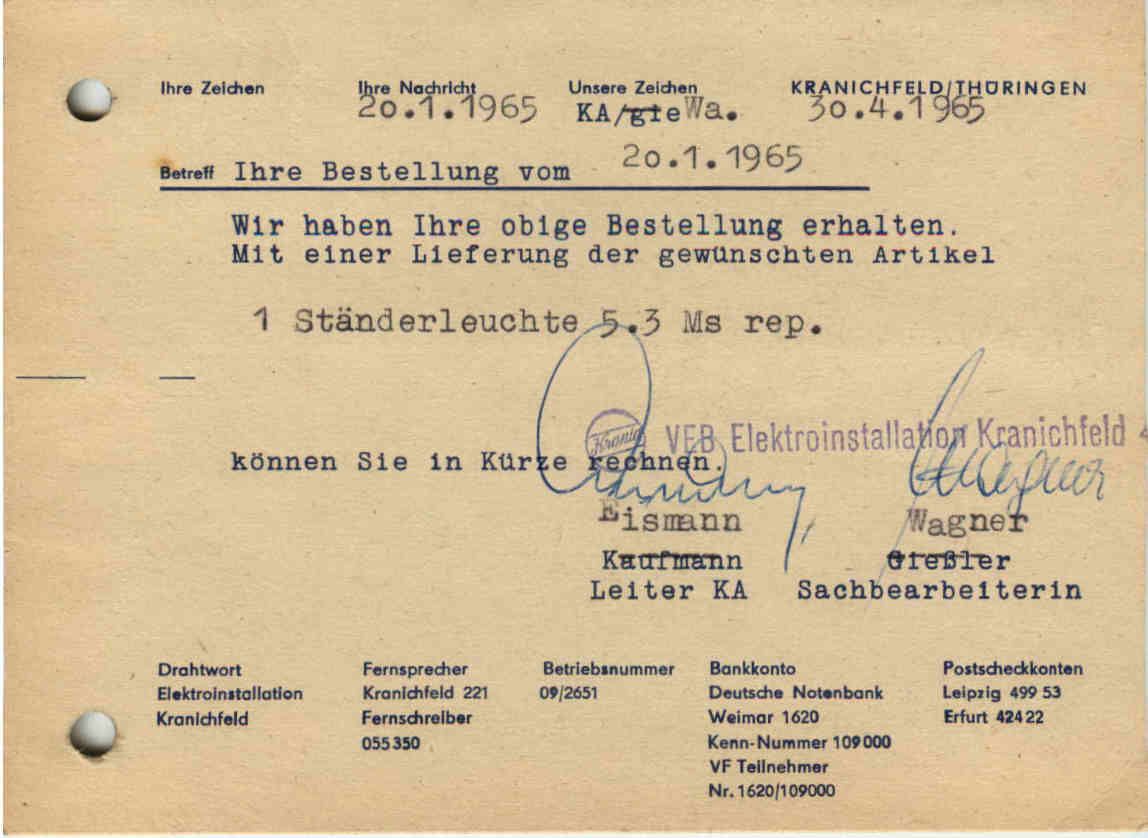 Ihre Zeichen Ihre Nachricht Unsere Zeichen KRANICHFELD/THÜRINGEN
20.1.1965 KA/gie Wa. 30.4.1965
Betreff Ihre Bestellung vom 20.1.1965
Wir haben Ihre obige Bestellung erhalten.
Mit einer Lieferung der gewünschten Artikel
1 Ständerleuchte 5.3 Ms rep.
VEB Elektroinstallation Kranichfeld
können Sie in Kürze rechnen.
Eismann Wagner
Kaufmann Gießler
Leiter KA Sachbearbeiterin
Drahtwort Fernsprecher Betriebsnummer Bankkonto Postscheckkonten
Elektroinstallation Kranichfeld 221 09/2651 Deutsche Notenbank Leipzig 499 53
Kranichfeld Fernschreiber Weimar 1620 Erfurt 424 22
055350 Kenn-Nummer 109000
VF Teilnehmer
Nr. 1620/109000